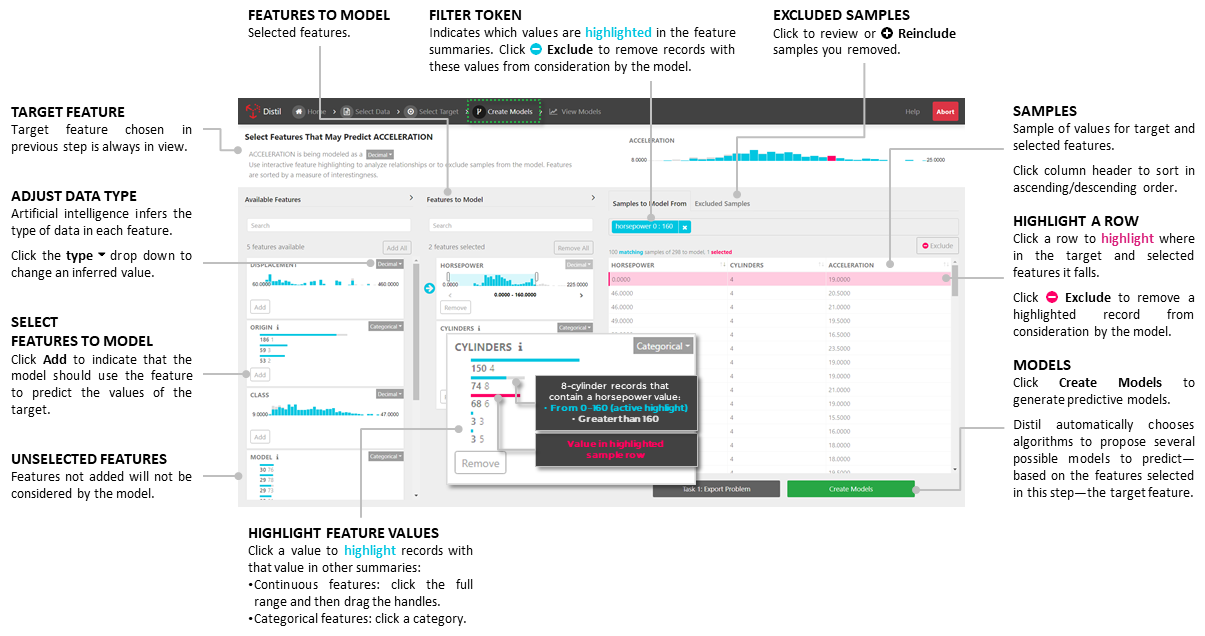 FEATURES TO MODEL
Selected features.
FILTER TOKEN
Indicates which values are highlighted in the feature
summaries. Click Exclude to remove records with
these values from consideration by the model.
EXCLUDED SAMPLES
Click to review or Reinclude
samples you removed.
TARGET FEATURE
Target feature chosen in
previous step is always in view.
ADJUST DATA TYPE
Artificial intelligence infers the
type of data in each feature.
Click the type drop down to
change an inferred value.
SELECT
FEATURES TO MODEL
Click Add to indicate that the
model should use the feature
to predict the values of the
target.
UNSELECTED FEATURES
Features not added will not be
considered by the model.
Distil Home > Select Data > Select Target > Create Models > View Models Help Abort
Select Features That May Predict ACCELERATION
ACCELERATION is being modeled as a Decimal
Use interactive feature highlighting to analyze relationships or to exclude samples from the model. Features
are sorted by a measure of interestingness.
ACCELERATION
8.0000 25.0000
Available Features >
Search
5 features available Add All
DISPLACEMENT Decimal
60.0000 460.0000
Add
ORIGIN i Categorical
186 1
59 3
53 2
Add
CLASS Decimal
9.0000 47.0000
Add
MODEL i Categorical
30 76
29 78
29 73
Features to Model >
Search
2 features selected Remove All
HORSEPOWER Decimal
0.0000 225.0000
< 0.0000 - 160.0000 >
Remove
CYLINDERS i Categorical
CYLINDERS i Categorical
150 4
74 8
68 6
3 3
3 5
Remove
8-cylinder records that
contain a horsepower value:
• From 0–160 (active highlight)
• Greater than 160
Value in highlighted
sample row
Samples to Model From Excluded Samples
horsepower 0 : 160 ×
100 matching samples of 298 to model. 1 selected
Exclude
HORSEPOWER CYLINDERS ACCELERATION
0.0000 4 19.0000
46.0000 4 20.5000
46.0000 4 21.0000
49.0000 4 19.5000
4 16.5000
4 23.5000
4 19.0000
4 19.0000
4 21.0000
4 19.0000
4 15.5000
4 16.0000
4 18.0000
4 18.0000
4 18.5000
Task 1: Export Problem Create Models
SAMPLES
Sample of values for target and
selected features.
Click column header to sort in
ascending/descending order.
HIGHLIGHT A ROW
Click a row to highlight where
in the target and selected
features it falls.
Click Exclude to remove a
highlighted record from
consideration by the model.
MODELS
Click Create Models to
generate predictive models.
Distil automatically chooses
algorithms to propose several
possible models to predict—
based on the features selected
in this step—the target feature.
HIGHLIGHT FEATURE VALUES
Click a value to highlight records with
that value in other summaries:
•Continuous features: click the full
range and then drag the handles.
•Categorical features: click a category.